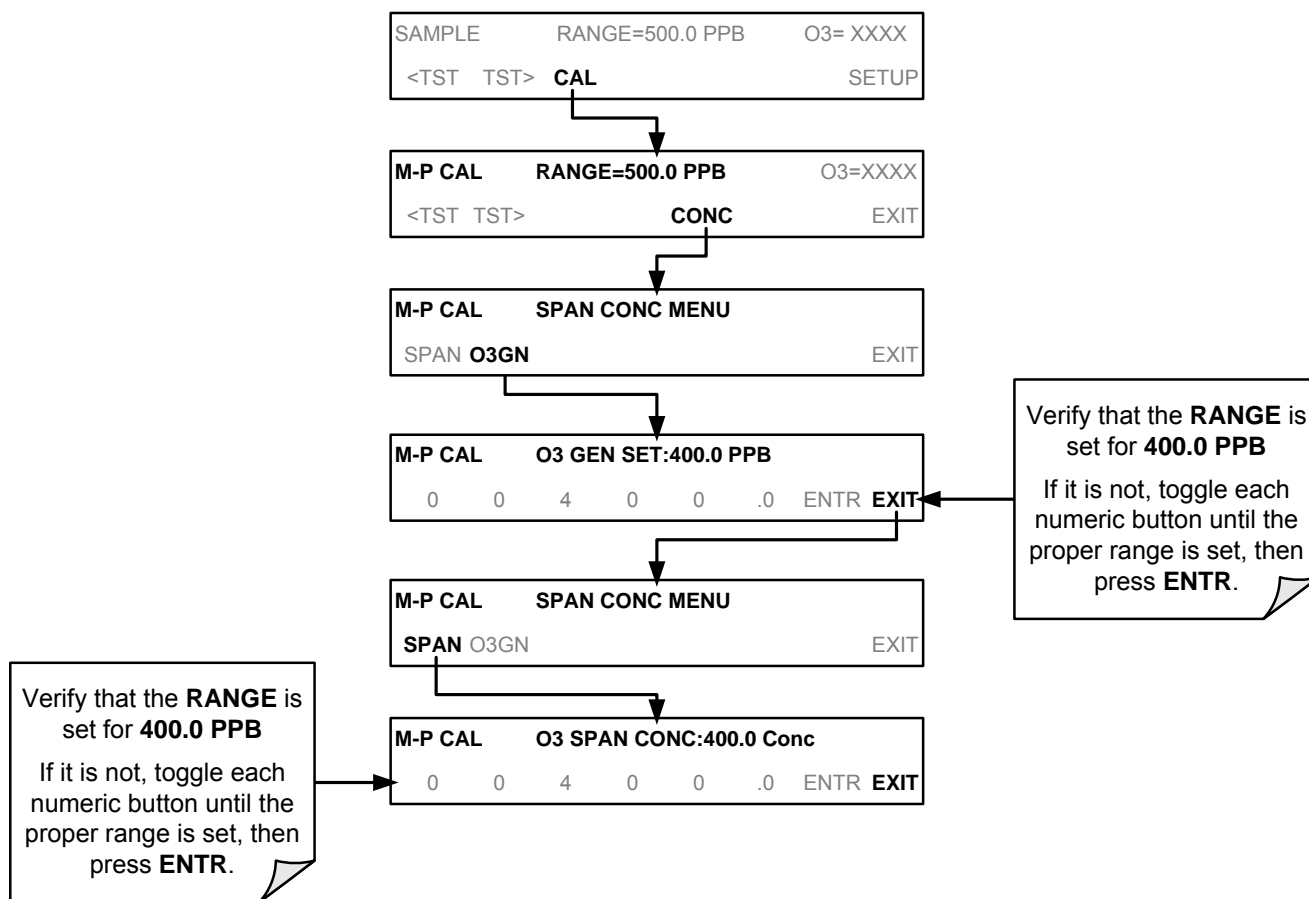 SAMPLE RANGE=500.0 PPB O3= XXXX
<TST TST> CAL SETUP
M-P CAL RANGE=500.0 PPB O3=XXXX
<TST TST> CONC EXIT
M-P CAL SPAN CONC MENU
SPAN O3GN EXIT
M-P CAL O3 GEN SET:400.0 PPB
0 0 4 0 0 .0 ENTR EXIT
Verify that the RANGE is
set for 400.0 PPB
If it is not, toggle each
numeric button until the
proper range is set, then
press ENTR.
M-P CAL SPAN CONC MENU
SPAN O3GN EXIT
M-P CAL O3 SPAN CONC:400.0 Conc
0 0 4 0 0 .0 ENTR EXIT
Verify that the RANGE is
set for 400.0 PPB
If it is not, toggle each
numeric button until the
proper range is set, then
press ENTR.